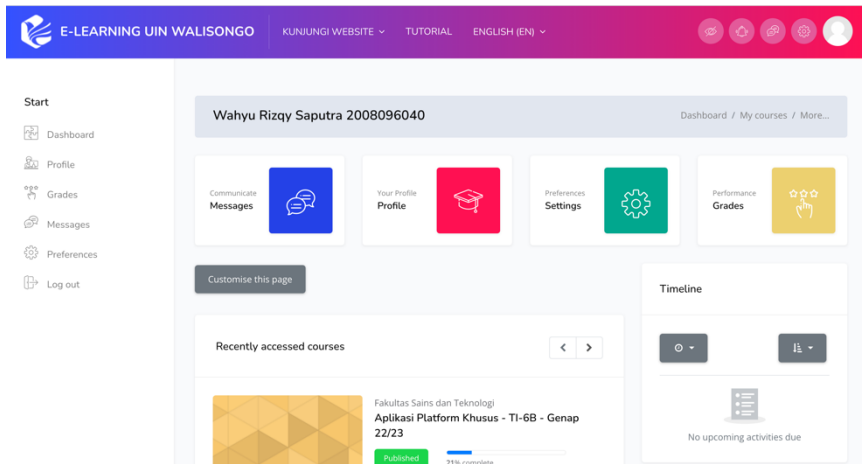 E-LEARNING UIN WALISONGO
KUNJUNGI WEBSITE
TUTORIAL
ENGLISH (EN)
Start
Dashboard
Profile
Grades
Messages
Preferences
Log out
Wahyu Rizqy Saputra 2008096040
Dashboard / My courses / More...
Communicate
Messages
Your Profile
Profile
Preferences
Settings
Performance
Grades
Customise this page
Recently accessed courses
Fakultas Sains dan Teknologi
Aplikasi Platform Khusus - TI-6B - Genap
22/23
Published
21% complete
Timeline
No upcoming activities due